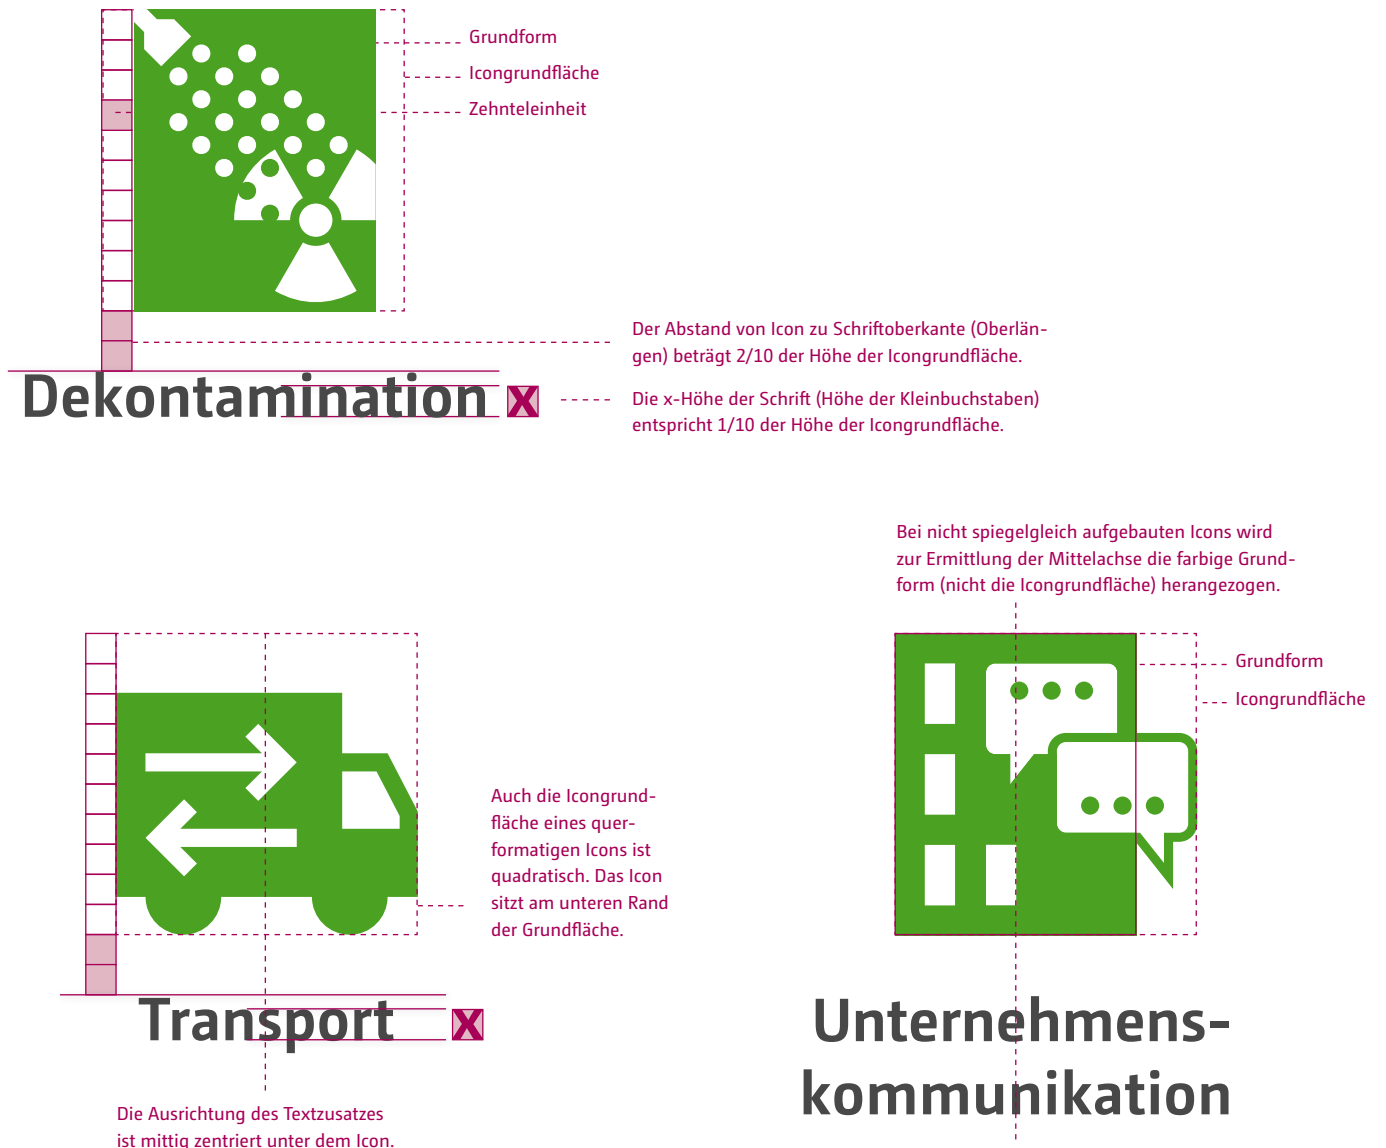 Grundform
Icongrundfläche
Zehnteleinheit
Der Abstand von Icon zu Schriftoberkante (Oberlän-
gen) beträgt 2/10 der Höhe der Icongrundfläche.
Dekontamination x
Die x-Höhe der Schrift (Höhe der Kleinbuchstaben)
entspricht 1/10 der Höhe der Icongrundfläche.
Bei nicht spiegelgleich aufgebauten Icons wird
zur Ermittlung der Mittelachse die farbige Grund-
form (nicht die Icongrundfläche) herangezogen.
Grundform
Icongrundfläche
Auch die Icongrund-
fläche eines quer-
formatigen Icons ist
quadratisch. Das Icon
sitzt am unteren Rand
der Grundfläche.
Transport x
Unternehmens-
kommunikation
Die Ausrichtung des Textzusatzes
ist mittig zentriert unter dem Icon.